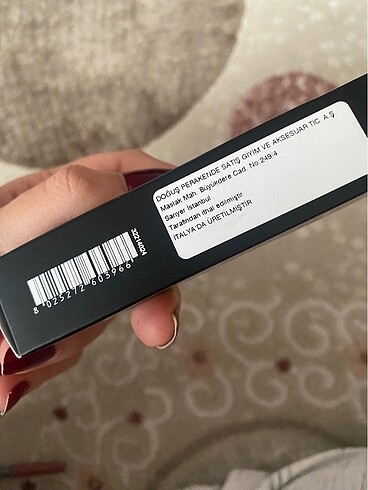 DOĞUŞ PERAKENDE SATIŞ GİYİM VE AKSESUAR TİC. A.Ş.
Maslak Mah. Büyükdere Cad. No:249/4
Sarıyer İstanbul
Tarafından ithal edilmiştir
İTALYA'DA ÜRETİLMİŞTİR
32214024
8 025272 605966